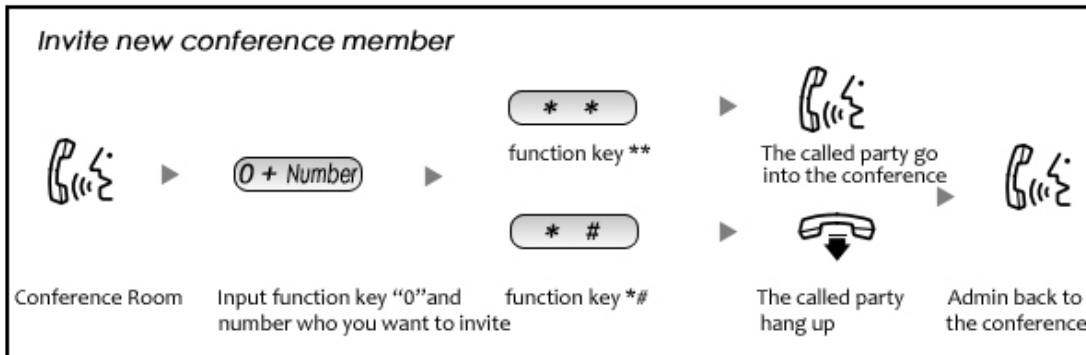 Invite new conference member
* *
function key **
The called party go
into the conference
0 + Number
* #
Conference Room
Input function key “0”and
number who you want to invite
function key *#
The called party
hang up
Admin back to
the conference